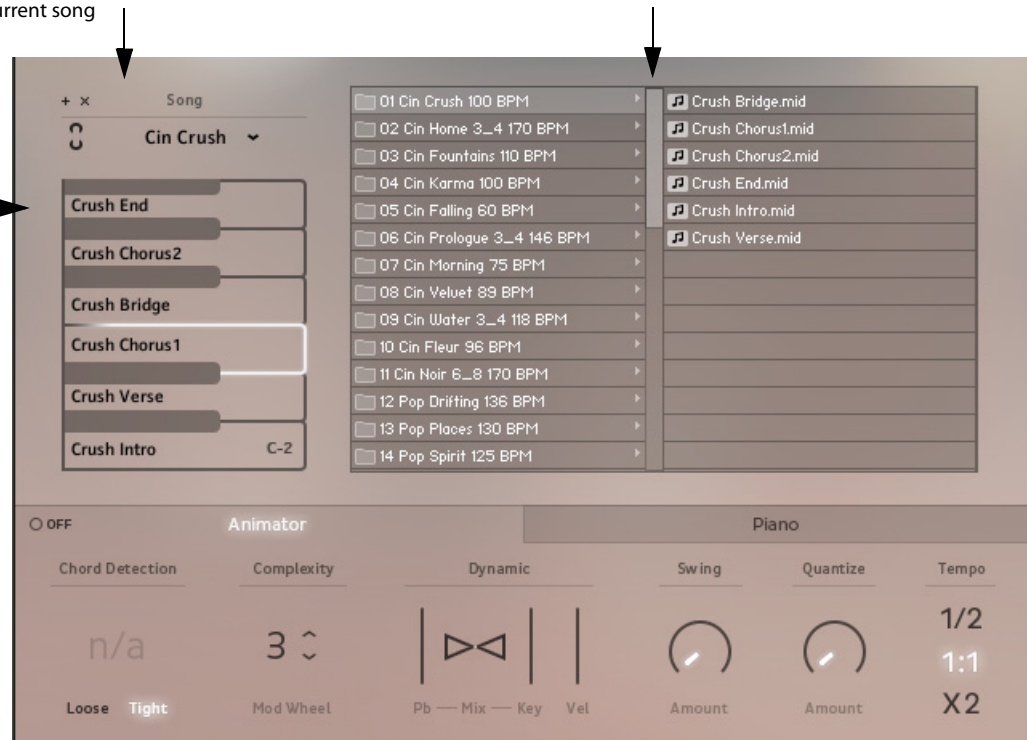 urrent song
+ × Song
Cin Crush
Crush End
Crush Chorus2
Crush Bridge
Crush Chorus1
Crush Verse
Crush Intro C-2
01 Cin Crush 100 BPM
02 Cin Home 3_4 170 BPM
03 Cin Fountains 110 BPM
04 Cin Karma 100 BPM
05 Cin Falling 60 BPM
06 Cin Prologue 3_4 146 BPM
07 Cin Morning 75 BPM
08 Cin Velvet 89 BPM
09 Cin Water 3_4 118 BPM
10 Cin Fleur 96 BPM
11 Cin Noir 6_8 170 BPM
12 Pop Drifting 136 BPM
13 Pop Places 130 BPM
14 Pop Spirit 125 BPM
Crush Bridge.mid
Crush Chorus1.mid
Crush Chorus2.mid
Crush End.mid
Crush Intro.mid
Crush Verse.mid
OFF Animator Piano
Chord Detection Complexity Dynamic Swing Quantize Tempo
n/a 3 1/2
1:1
X2
Loose Tight Mod Wheel Pb — Mix — Key Vel Amount Amount